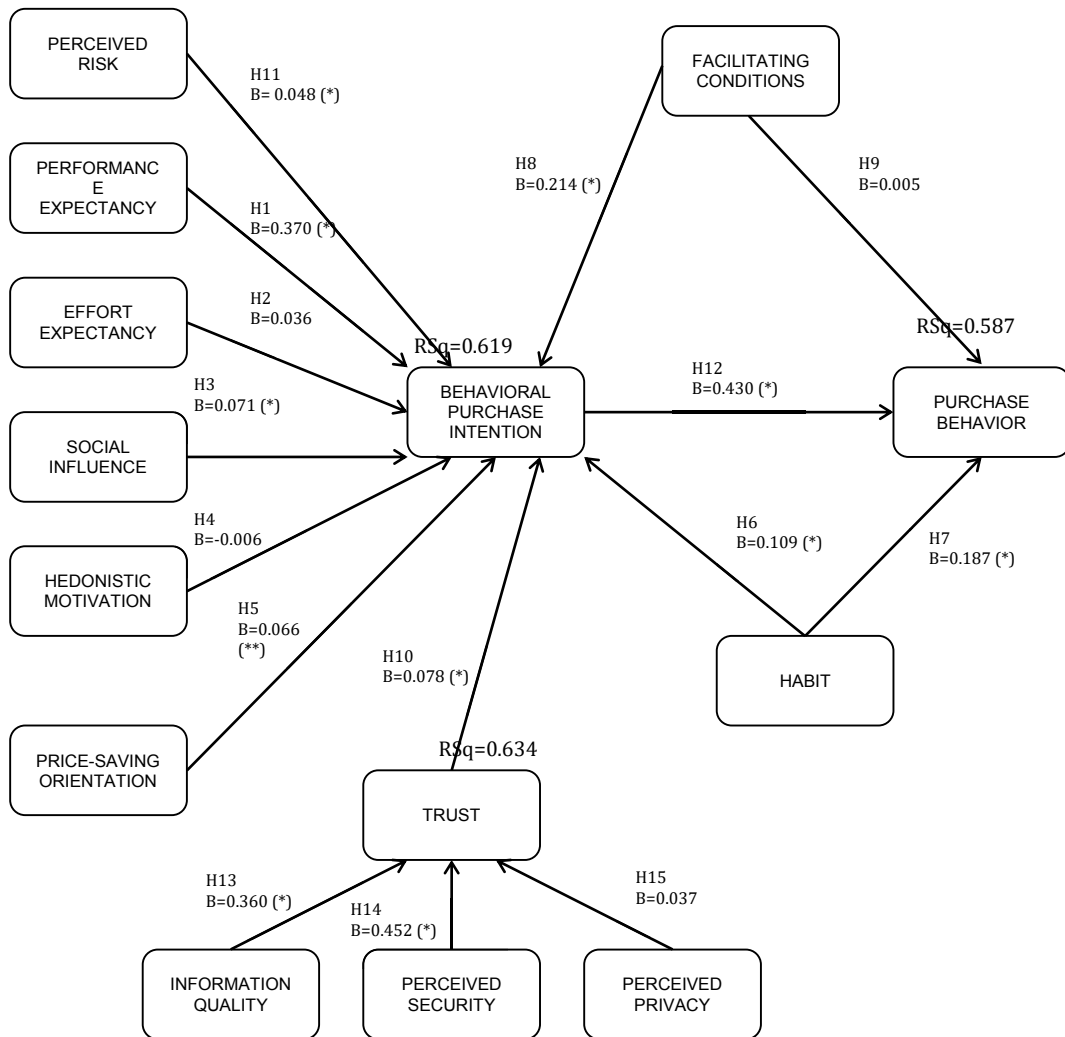 PERCEIVED
RISK
H11
B= 0.048 (*)
FACILITATING
CONDITIONS
PERFORMANC
E
EXPECTANCY
H1
B=0.370 (*)
H8
B=0.214 (*)
H9
B=0.005
EFFORT
EXPECTANCY
H2
B=0.036
RSq=0.619
RSq=0.587
H3
B=0.071 (*)
BEHAVIORAL
PURCHASE
INTENTION
H12
B=0.430 (*)
PURCHASE
BEHAVIOR
SOCIAL
INFLUENCE
H4
B=-0.006
H6
B=0.109 (*)
H7
B=0.187 (*)
HEDONISTIC
MOTIVATION
H5
B=0.066
(**)
H10
B=0.078 (*)
HABIT
PRICE-SAVING
ORIENTATION
RSq=0.634
TRUST
H13
B=0.360 (*)
H14
B=0.452 (*)
H15
B=0.037
INFORMATION
QUALITY
PERCEIVED
SECURITY
PERCEIVED
PRIVACY